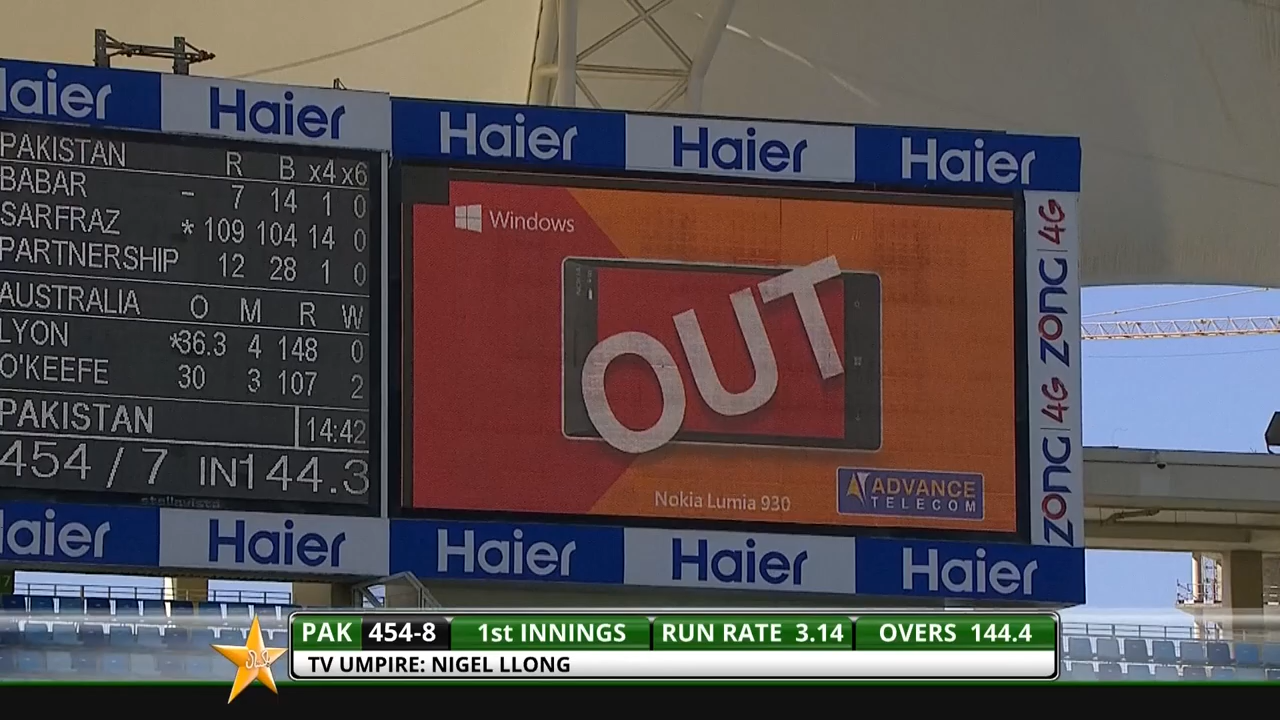 Haier Haier Haier Haier Haier
PAKISTAN R B x4 x6
BABAR - 7 14 1 0
SARFRAZ * 109 104 14 0
PARTNERSHIP 12 28 1 0
AUSTRALIA O M R W
LYON *36.3 4 148 0
O'KEEFE 30 3 107 2
PAKISTAN 14:42
454 / 7 IN 144.3
Windows
OUT
Nokia Lumia 930
ADVANCE
TELECOM
ZONG 4G ZONG 4G
Haier Haier Haier Haier Haier
PAK 454-8 1st INNINGS RUN RATE 3.14 OVERS 144.4
TV UMPIRE: NIGEL LLONG